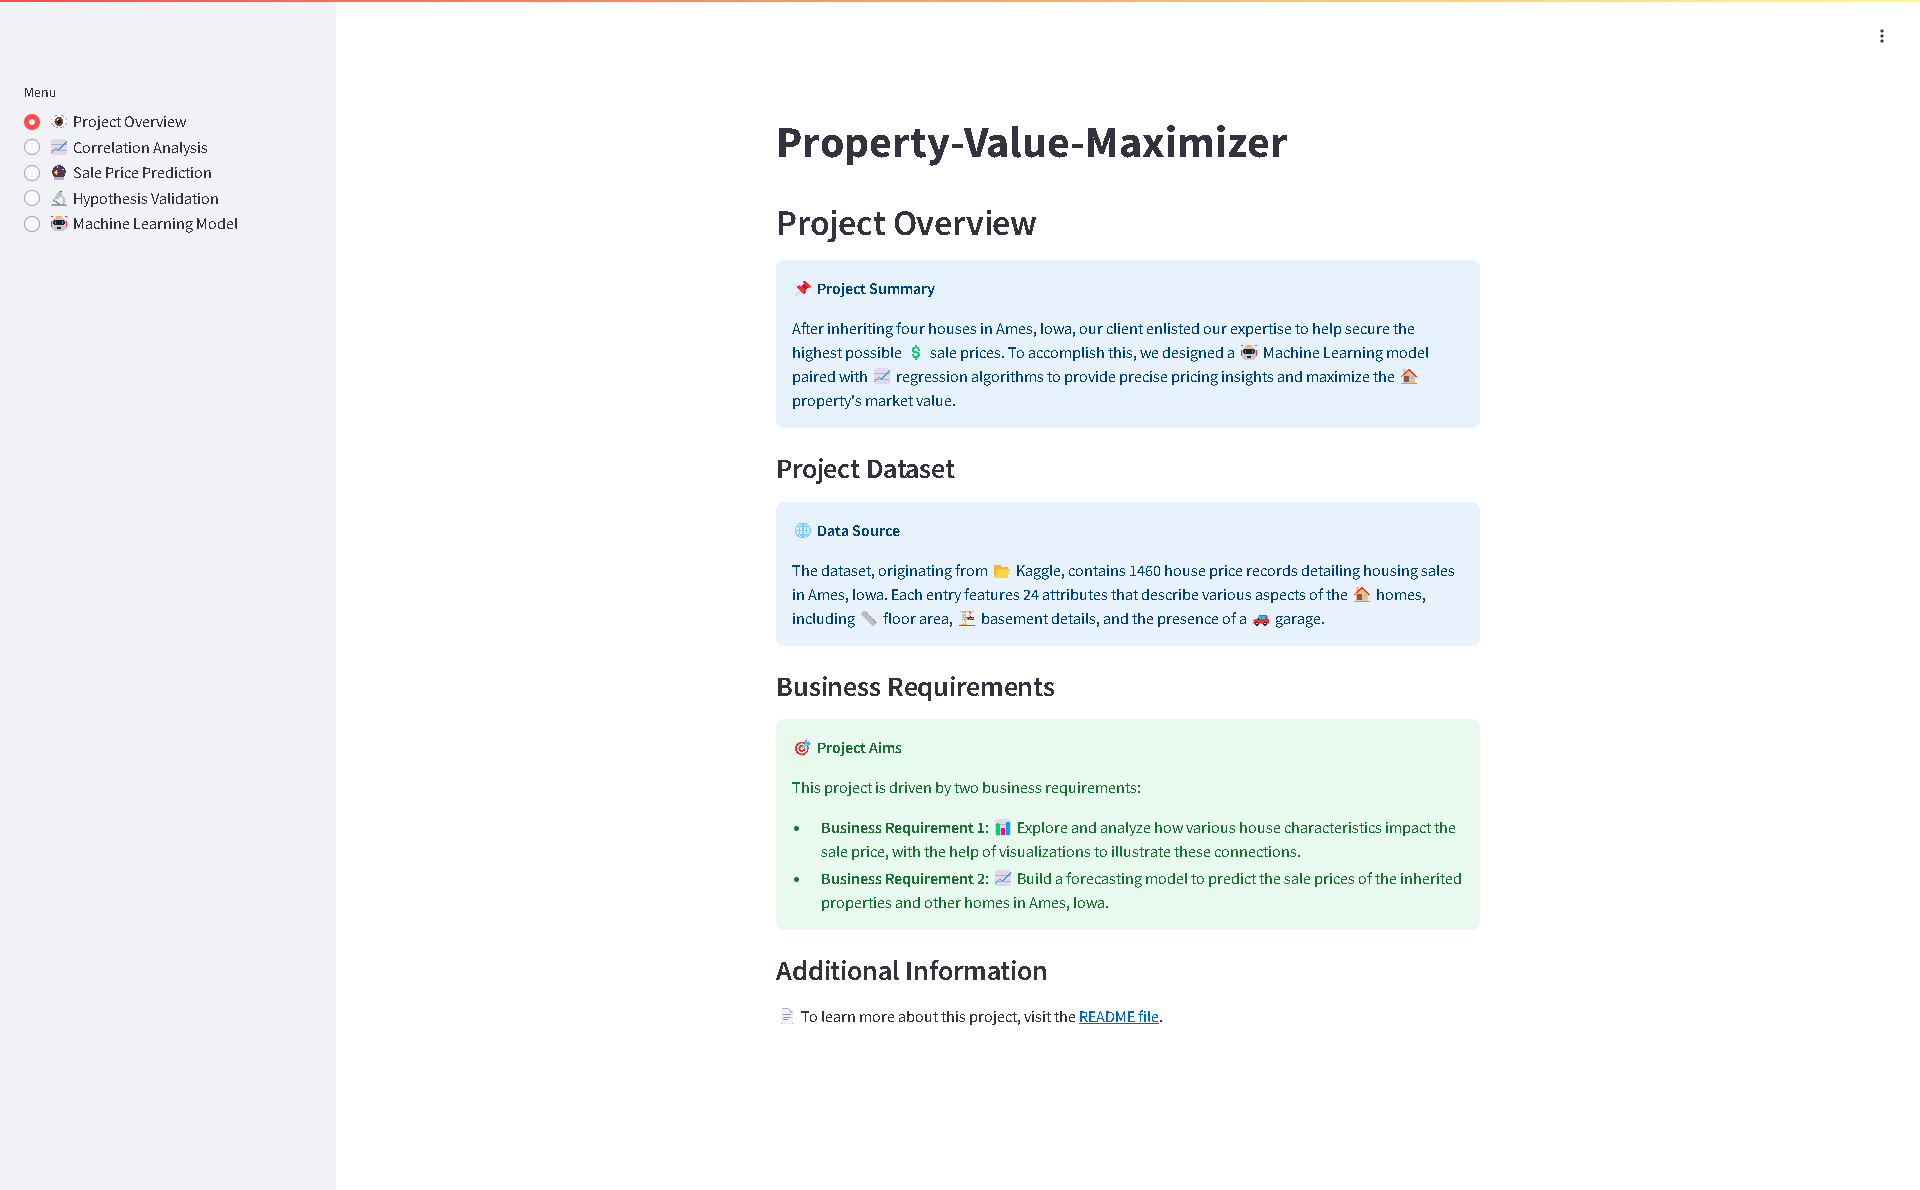 Menu
Project Overview
Correlation Analysis
Sale Price Prediction
Hypothesis Validation
Machine Learning Model
Property-Value-Maximizer
Project Overview
📌 Project Summary
After inheriting four houses in Ames, Iowa, our client enlisted our expertise to help secure the
highest possible 💲 sale prices. To accomplish this, we designed a 🤖 Machine Learning model
paired with 📈 regression algorithms to provide precise pricing insights and maximize the 🏠
property's market value.
Project Dataset
🌐 Data Source
The dataset, originating from 📂 Kaggle, contains 1460 house price records detailing housing sales
in Ames, Iowa. Each entry features 24 attributes that describe various aspects of the 🏠 homes,
including 📏 floor area, 🏗 basement details, and the presence of a 🚗 garage.
Business Requirements
🎯 Project Aims
This project is driven by two business requirements:
• Business Requirement 1: 📊 Explore and analyze how various house characteristics impact the
sale price, with the help of visualizations to illustrate these connections.
• Business Requirement 2: 📈 Build a forecasting model to predict the sale prices of the inherited
properties and other homes in Ames, Iowa.
Additional Information
📄 To learn more about this project, visit the README file.